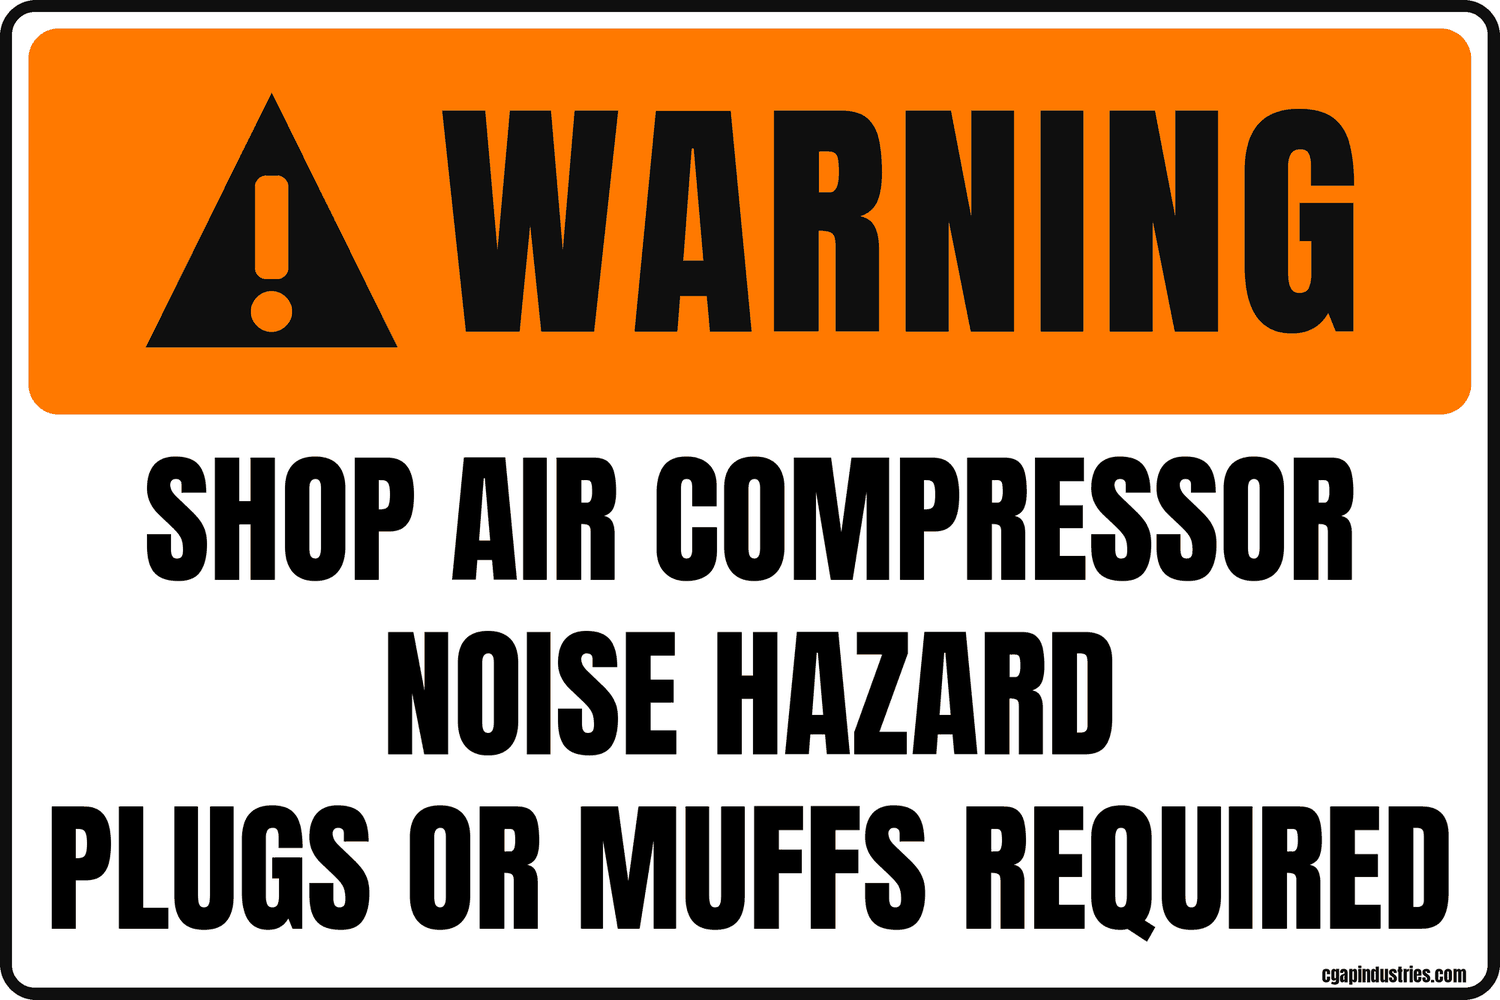 WARNING
SHOP AIR COMPRESSOR
NOISE HAZARD
PLUGS OR MUFFS REQUIRED
cgapindustries.com